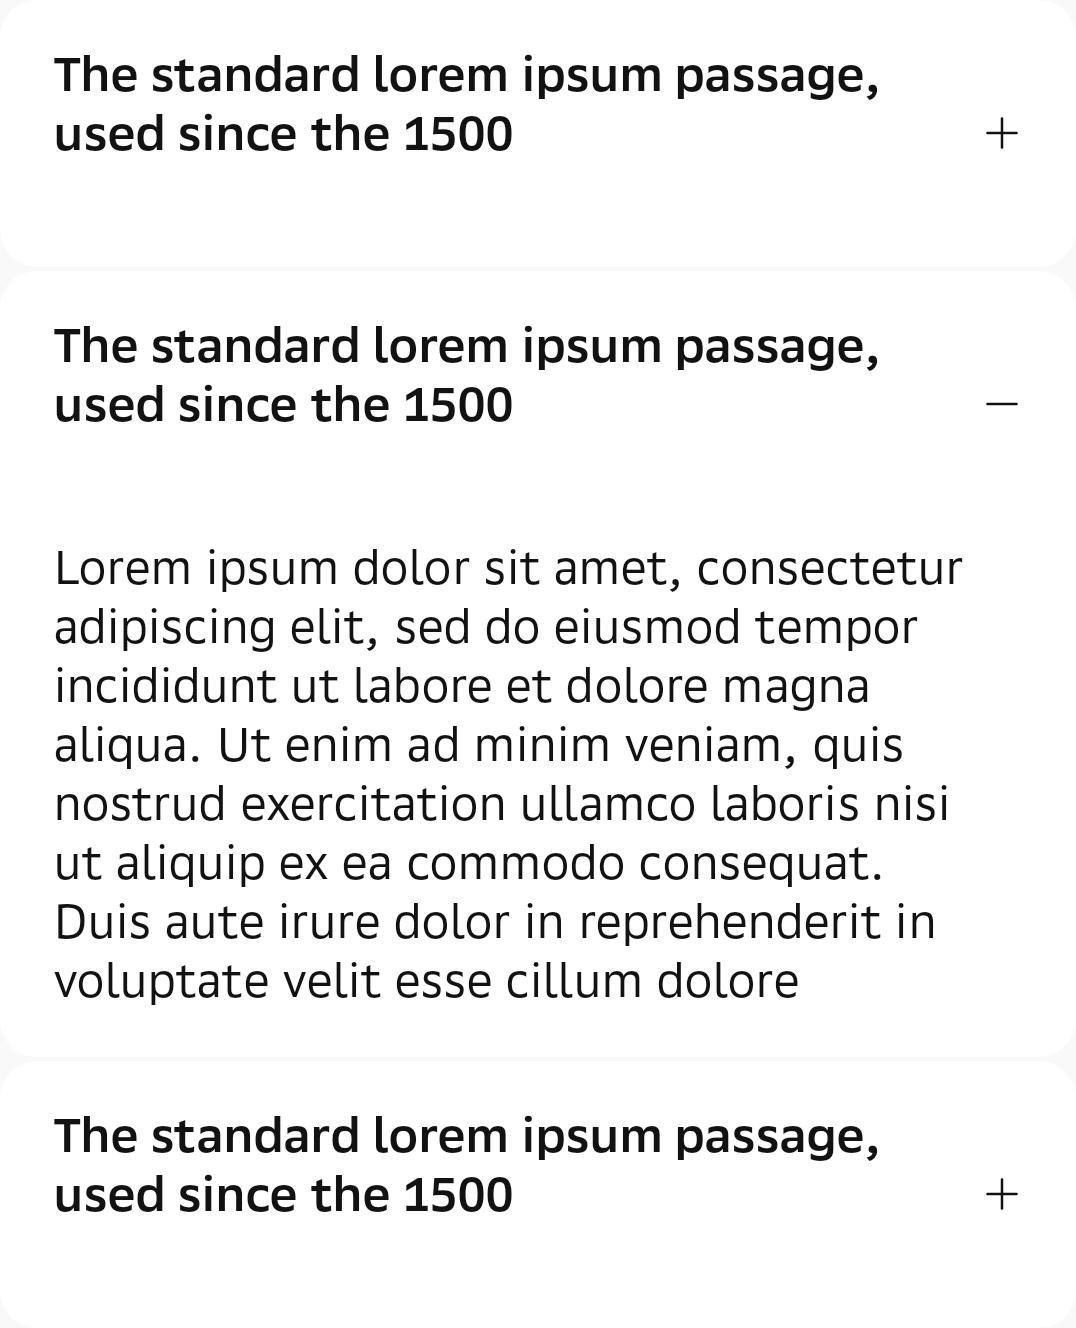 The standard lorem ipsum passage,
used since the 1500
The standard lorem ipsum passage,
used since the 1500
Lorem ipsum dolor sit amet, consectetur
adipiscing elit, sed do eiusmod tempor
incididunt ut labore et dolore magna
aliqua. Ut enim ad minim veniam, quis
nostrud exercitation ullamco laboris nisi
ut aliquip ex ea commodo consequat.
Duis aute irure dolor in reprehenderit in
voluptate velit esse cillum dolore
The standard lorem ipsum passage,
used since the 1500